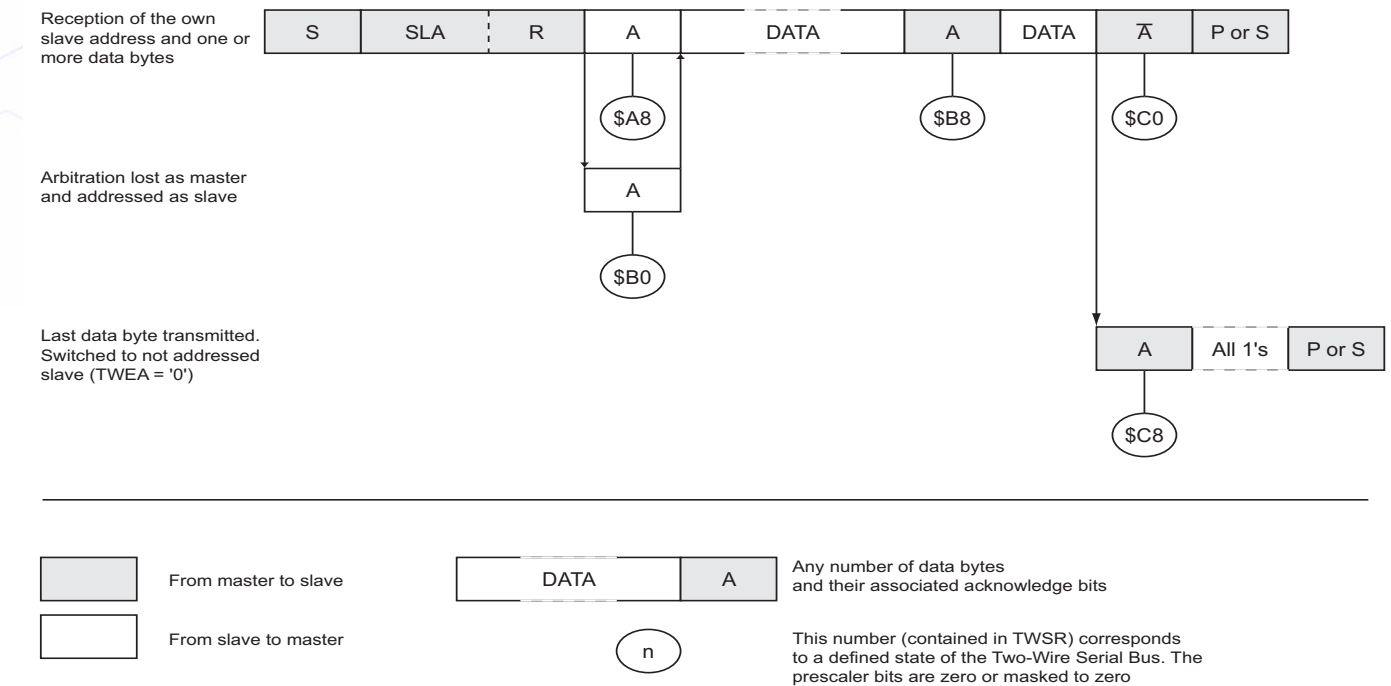 Reception of the own
slave address and one or
more data bytes
S SLA R A DATA A DATA A̅ P or S
$A8 $B8 $C0
Arbitration lost as master
and addressed as slave
A
$B0
Last data byte transmitted.
Switched to not addressed
slave (TWEA = '0')
A All 1's P or S
$C8
From master to slave
DATA A
Any number of data bytes
and their associated acknowledge bits
From slave to master
n
This number (contained in TWSR) corresponds
to a defined state of the Two-Wire Serial Bus. The
prescaler bits are zero or masked to zero